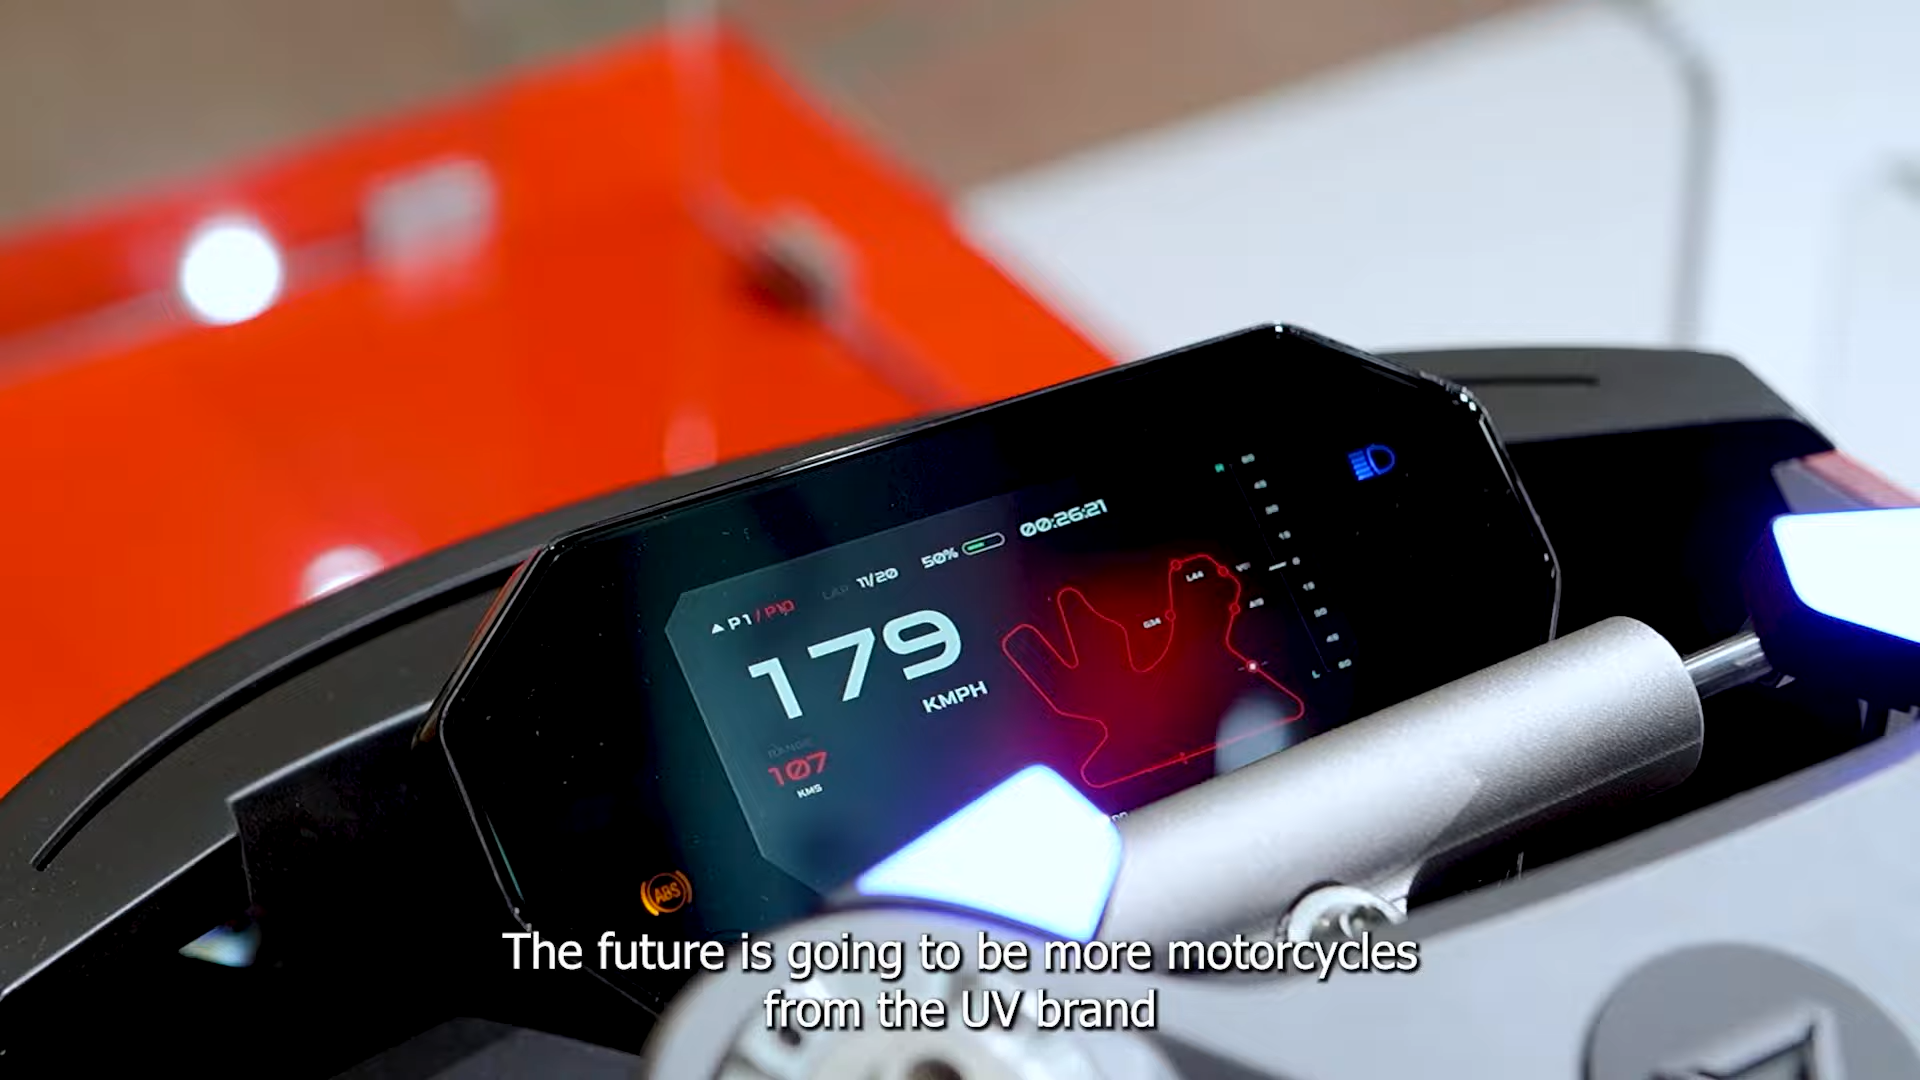 00:26:21
50%
LAP 11/20
P1 / P10
179
KMPH
RANGE
107
KMS
ABS
The future is going to be more motorcycles
from the UV brand